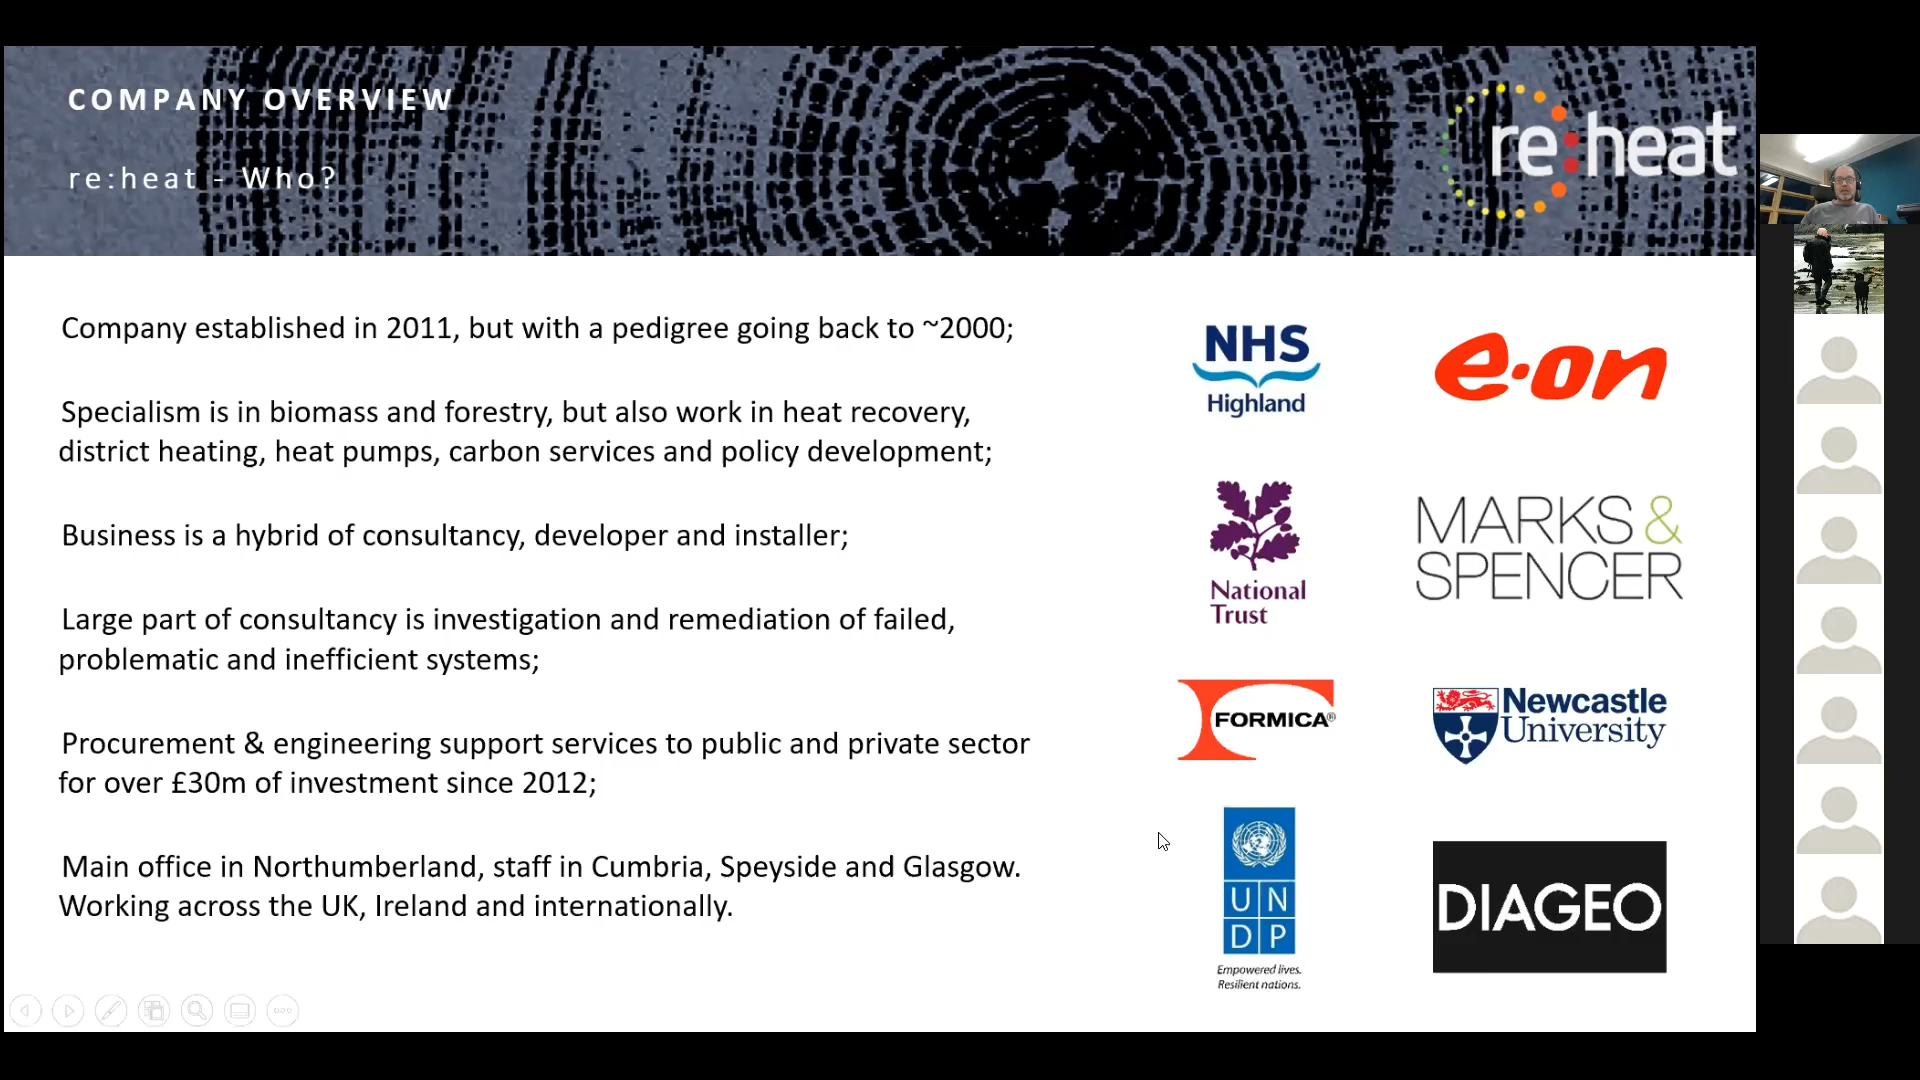 COMPANY OVERVIEW
re:heat - Who?
re:heat
Company established in 2011, but with a pedigree going back to ~2000;
Specialism is in biomass and forestry, but also work in heat recovery,
district heating, heat pumps, carbon services and policy development;
Business is a hybrid of consultancy, developer and installer;
Large part of consultancy is investigation and remediation of failed,
problematic and inefficient systems;
Procurement & engineering support services to public and private sector
for over £30m of investment since 2012;
Main office in Northumberland, staff in Cumbria, Speyside and Glasgow.
Working across the UK, Ireland and internationally.
NHS
Highland
e·on
National
Trust
MARKS &
SPENCER
FORMICA®
Newcastle
University
U N
D P
Empowered lives.
Resilient nations.
DIAGEO